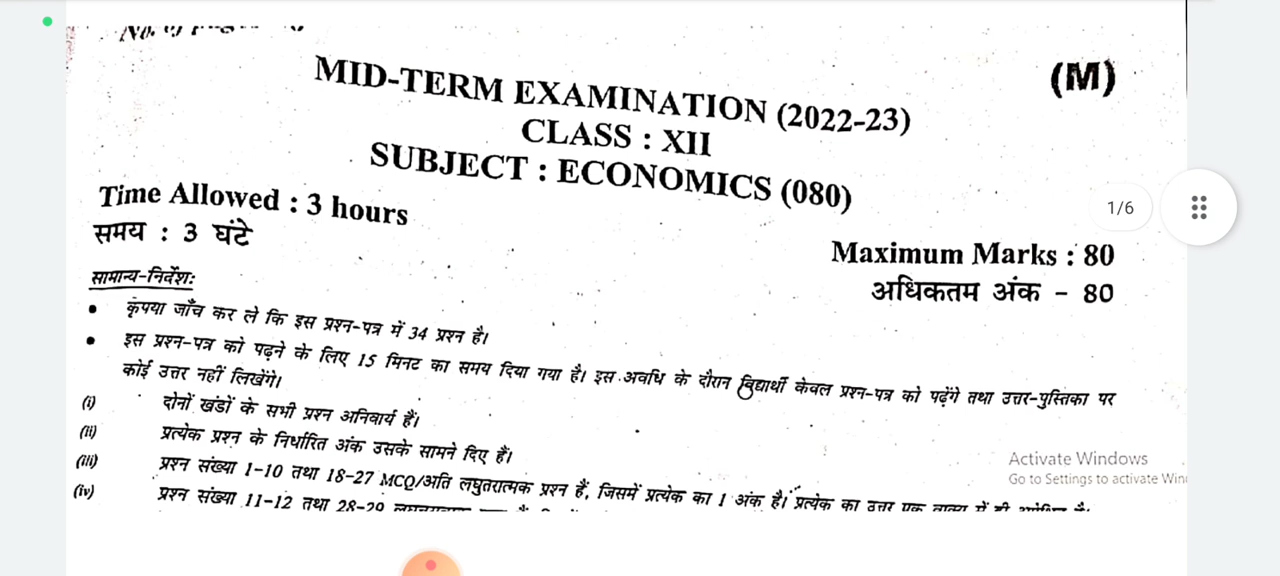 (M)
MID-TERM EXAMINATION (2022-23)
CLASS : XII
SUBJECT : ECONOMICS (080)
Time Allowed : 3 hours
समय : 3 घंटे
1/6
Maximum Marks : 80
अधिकतम अंक - 80
सामान्य-निर्देशः
• कृपया जाँच कर ले कि इस प्रश्न-पत्र में 34 प्रश्न है।
• इस प्रश्न-पत्र को पढ़ने के लिए 15 मिनट का समय दिया गया है। इस अवधि के दौरान विद्यार्थी केवल प्रश्न-पत्र को पढ़ेंगे तथा उत्तर-पुस्तिका पर
कोई उत्तर नहीं लिखेंगे।
(i) दोनों खंडों के सभी प्रश्न अनिवार्य हैं।
(ii) प्रत्येक प्रश्न के निर्धारित अंक उसके सामने दिए हैं।
(iii) प्रश्न संख्या 1-10 तथा 18-27 MCQ/अति लघुतरात्मक प्रश्न हैं, जिसमें प्रत्येक का 1 अंक है। प्रत्येक का उत्तर एक
(iv) प्रश्न संख्या 11-12 तथा 28-29
Activate Windows
Go to Settings to activate Win